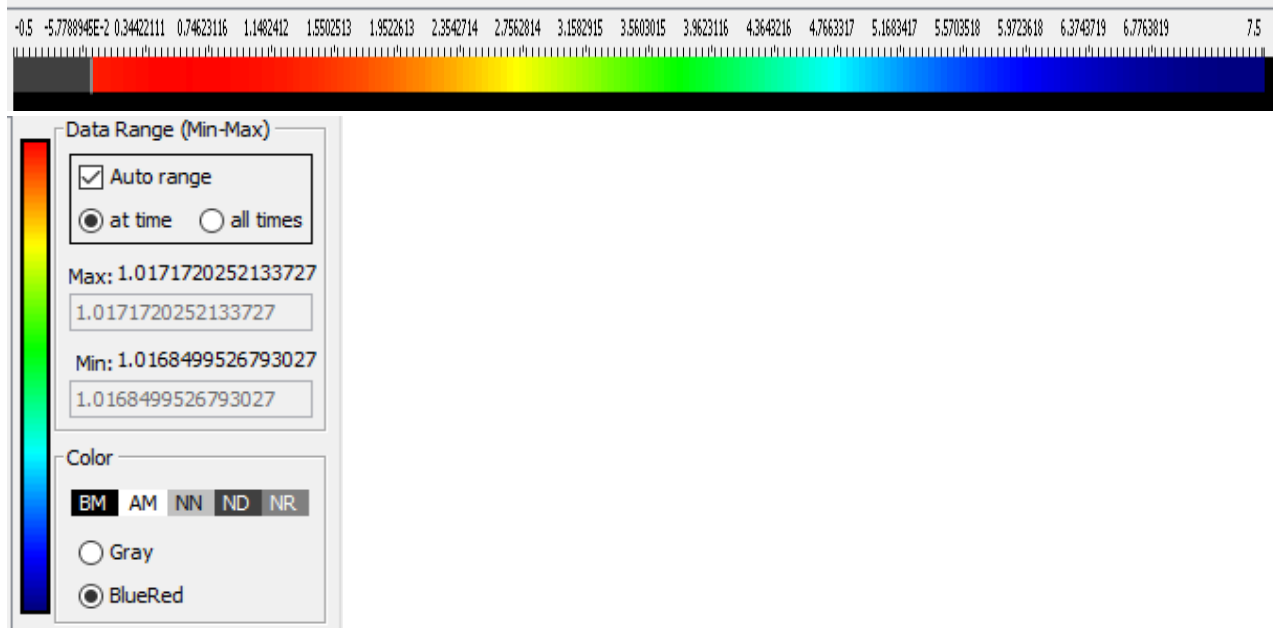 -0.5 -5.7788945E-2 0.34422111 0.74623116 1.1482412 1.5502513 1.9522613 2.3542714 2.7562814 3.1582915 3.5603015 3.9623116 4.3643216 4.7663317 5.1683417 5.5703518 5.9723618 6.3743719 6.7763819 7.5
Data Range (Min-Max)
Auto range
at time all times
Max: 1.0171720252133727
1.0171720252133727
Min: 1.0168499526793027
1.0168499526793027
Color
BM AM NN ND NR
Gray
BlueRed